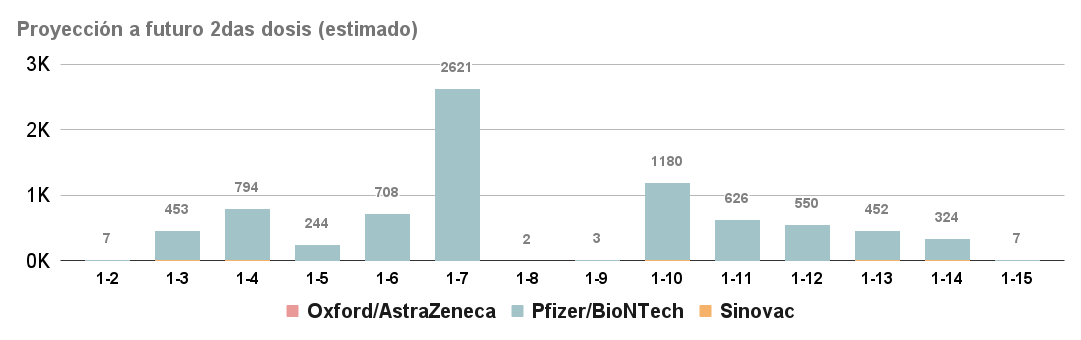 Proyección a futuro 2das dosis (estimado)
3K
2K
1K
0K
7
453
794
244
708
2621
2
3
1180
626
550
452
324
7
1-2 1-3 1-4 1-5 1-6 1-7 1-8 1-9 1-10 1-11 1-12 1-13 1-14 1-15
Oxford/AstraZeneca Pfizer/BioNTech Sinovac